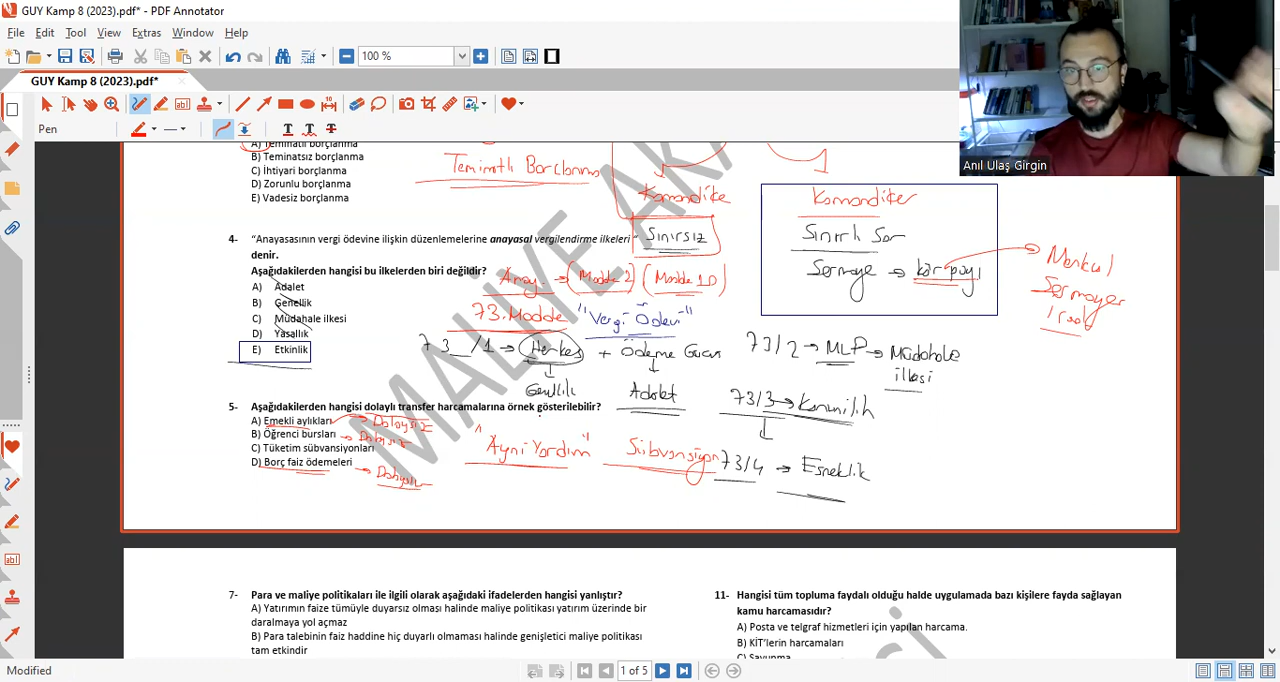 GUY Kamp 8 (2023).pdf* - PDF Annotator
File Edit Tool View Extras Window Help
100 %
GUY Kamp 8 (2023).pdf*
Pen
Anıl Ulaş Girgin
A) Teminatlı borçlanma
B) Teminatsız borçlanma
C) İhtiyari borçlanma
D) Zorunlu borçlanma
E) Vadesiz borçlanma
Teminatlı Borçlanma
Komandite
Sınırsız
Komanditer
Sınırlı Sor
Sermaye → kar payı
Menkul
Sermaye
İradı
4- “Anayasasının vergi ödevine ilişkin düzenlemelerine anayasal vergilendirme ilkeleri”
denir.
Aşağıdakilerden hangisi bu ilkelerden biri değildir?
A) Adalet
B) Genellik
C) Müdahale ilkesi
D) Yasallık
E) Etkinlik
Anay. → (Madde 2) (Madde 10)
73. Madde "Vergi Ödevi"
73/1 → Herkes + Ödeme Gücü
Genellik Adalet
73/2 → MLP → Müdahale
ilkesi
73/3 → Kanunilik
73/4 → Esneklik
5- Aşağıdakilerden hangisi dolaylı transfer harcamalarına örnek gösterilebilir?
A) Emekli aylıkları → Dolaysız
B) Öğrenci bursları → Dolaysız
C) Tüketim sübvansiyonları
D) Borç faiz ödemeleri →
"Ayni Yardım" Sübvansiyon
MALİYE AK
7- Para ve maliye politikaları ile ilgili olarak aşağıdaki ifadelerden hangisi yanlıştır?
A) Yatırımın faize tümüyle duyarsız olması halinde maliye politikası yatırım üzerinde bir
daralmaya yol açmaz
B) Para talebinin faiz haddine hiç duyarlı olmaması halinde genişletici maliye politikası
tam etkindir
11- Hangisi tüm topluma faydalı olduğu halde uygulamada bazı kişilere fayda sağlayan
kamu harcamasıdır?
A) Posta ve telgraf hizmetleri için yapılan harcama.
B) KİT’lerin harcamaları
C) Savunma
Modified
1 of 5